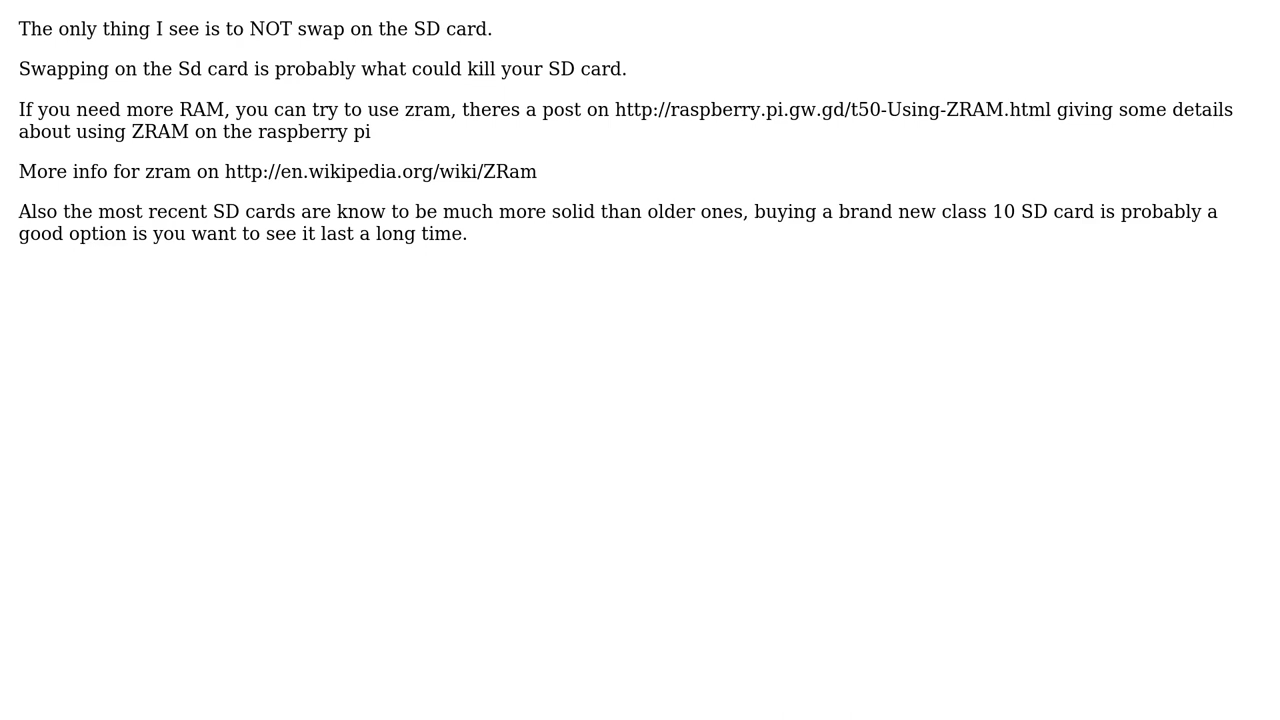 The only thing I see is to NOT swap on the SD card.
Swapping on the Sd card is probably what could kill your SD card.
If you need more RAM, you can try to use zram, theres a post on http://raspberry.pi.gw.gd/t50-Using-ZRAM.html giving some details
about using ZRAM on the raspberry pi
More info for zram on http://en.wikipedia.org/wiki/ZRam
Also the most recent SD cards are know to be much more solid than older ones, buying a brand new class 10 SD card is probably a
good option is you want to see it last a long time.